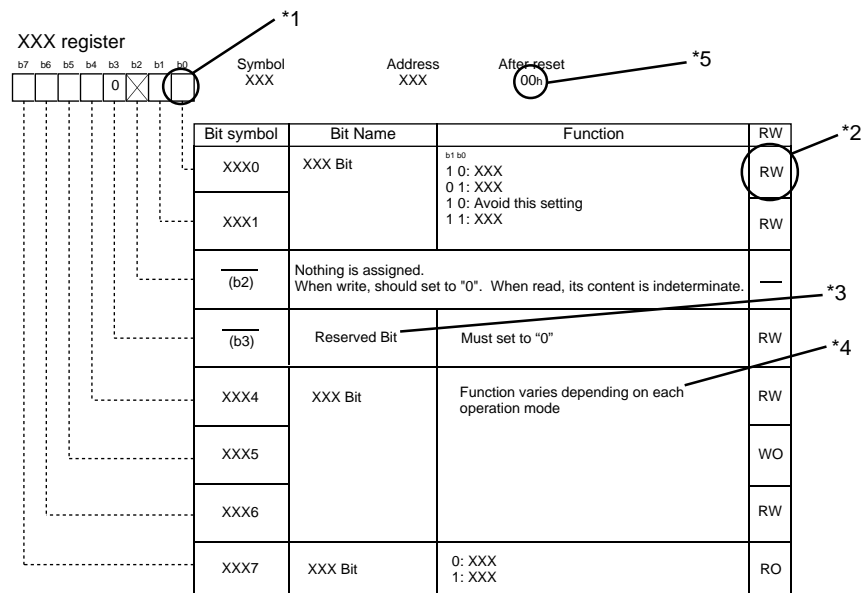 *1
XXX register
b7 b6 b5 b4 b3 b2 b1 b0
0
Symbol Address After reset
XXX XXX 00h
*5
Bit symbol Bit Name Function RW
*2
XXX0 XXX Bit
b1 b0
1 0: XXX
0 1: XXX
1 0: Avoid this setting
1 1: XXX
RW
XXX1 RW
(b2)
Nothing is assigned.
When write, should set to "0". When read, its content is indeterminate.
—
*3
(b3) Reserved Bit Must set to “0” RW
*4
XXX4 XXX Bit
Function varies depending on each
operation mode
RW
XXX5 WO
XXX6 RW
XXX7 XXX Bit
0: XXX
1: XXX
RO